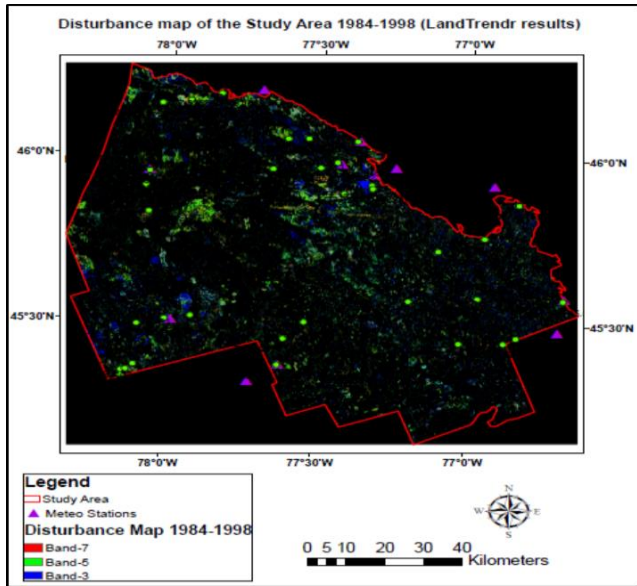 Disturbance map of the Study Area 1984-1998 (LandTrendr results)
78°0'W 77°30'W 77°0'W
46°0'N 46°0'N
45°30'N 45°30'N
78°0'W 77°30'W 77°0'W
Legend
Study Area
Meteo Stations
Disturbance Map 1984-1998
Band-7
Band-5
Band-3
N
W E
S
0 5 10 20 30 40
Kilometers